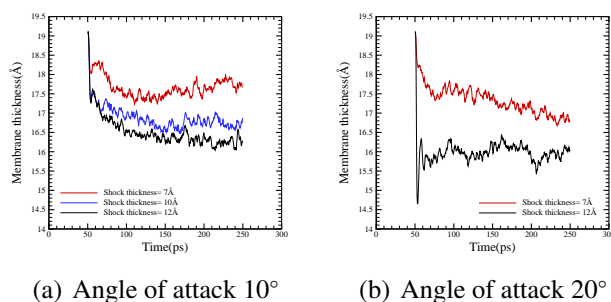 19.5
19
18.5
18
17.5
17
16.5
16
15.5
15
14.5
14
Membrane thickness(Å)
Shock thickness= 7Å
Shock thickness= 10Å
Shock thickness= 12Å
0 50 100 150 200 250 300
Time(ps)
(a) Angle of attack 10°
19.5
19
18.5
18
17.5
17
16.5
16
15.5
15
14.5
14
Membrane thickness(Å)
Shock thickness= 7Å
Shock thickness= 12Å
0 50 100 150 200 250 300
Time(ps)
(b) Angle of attack 20°